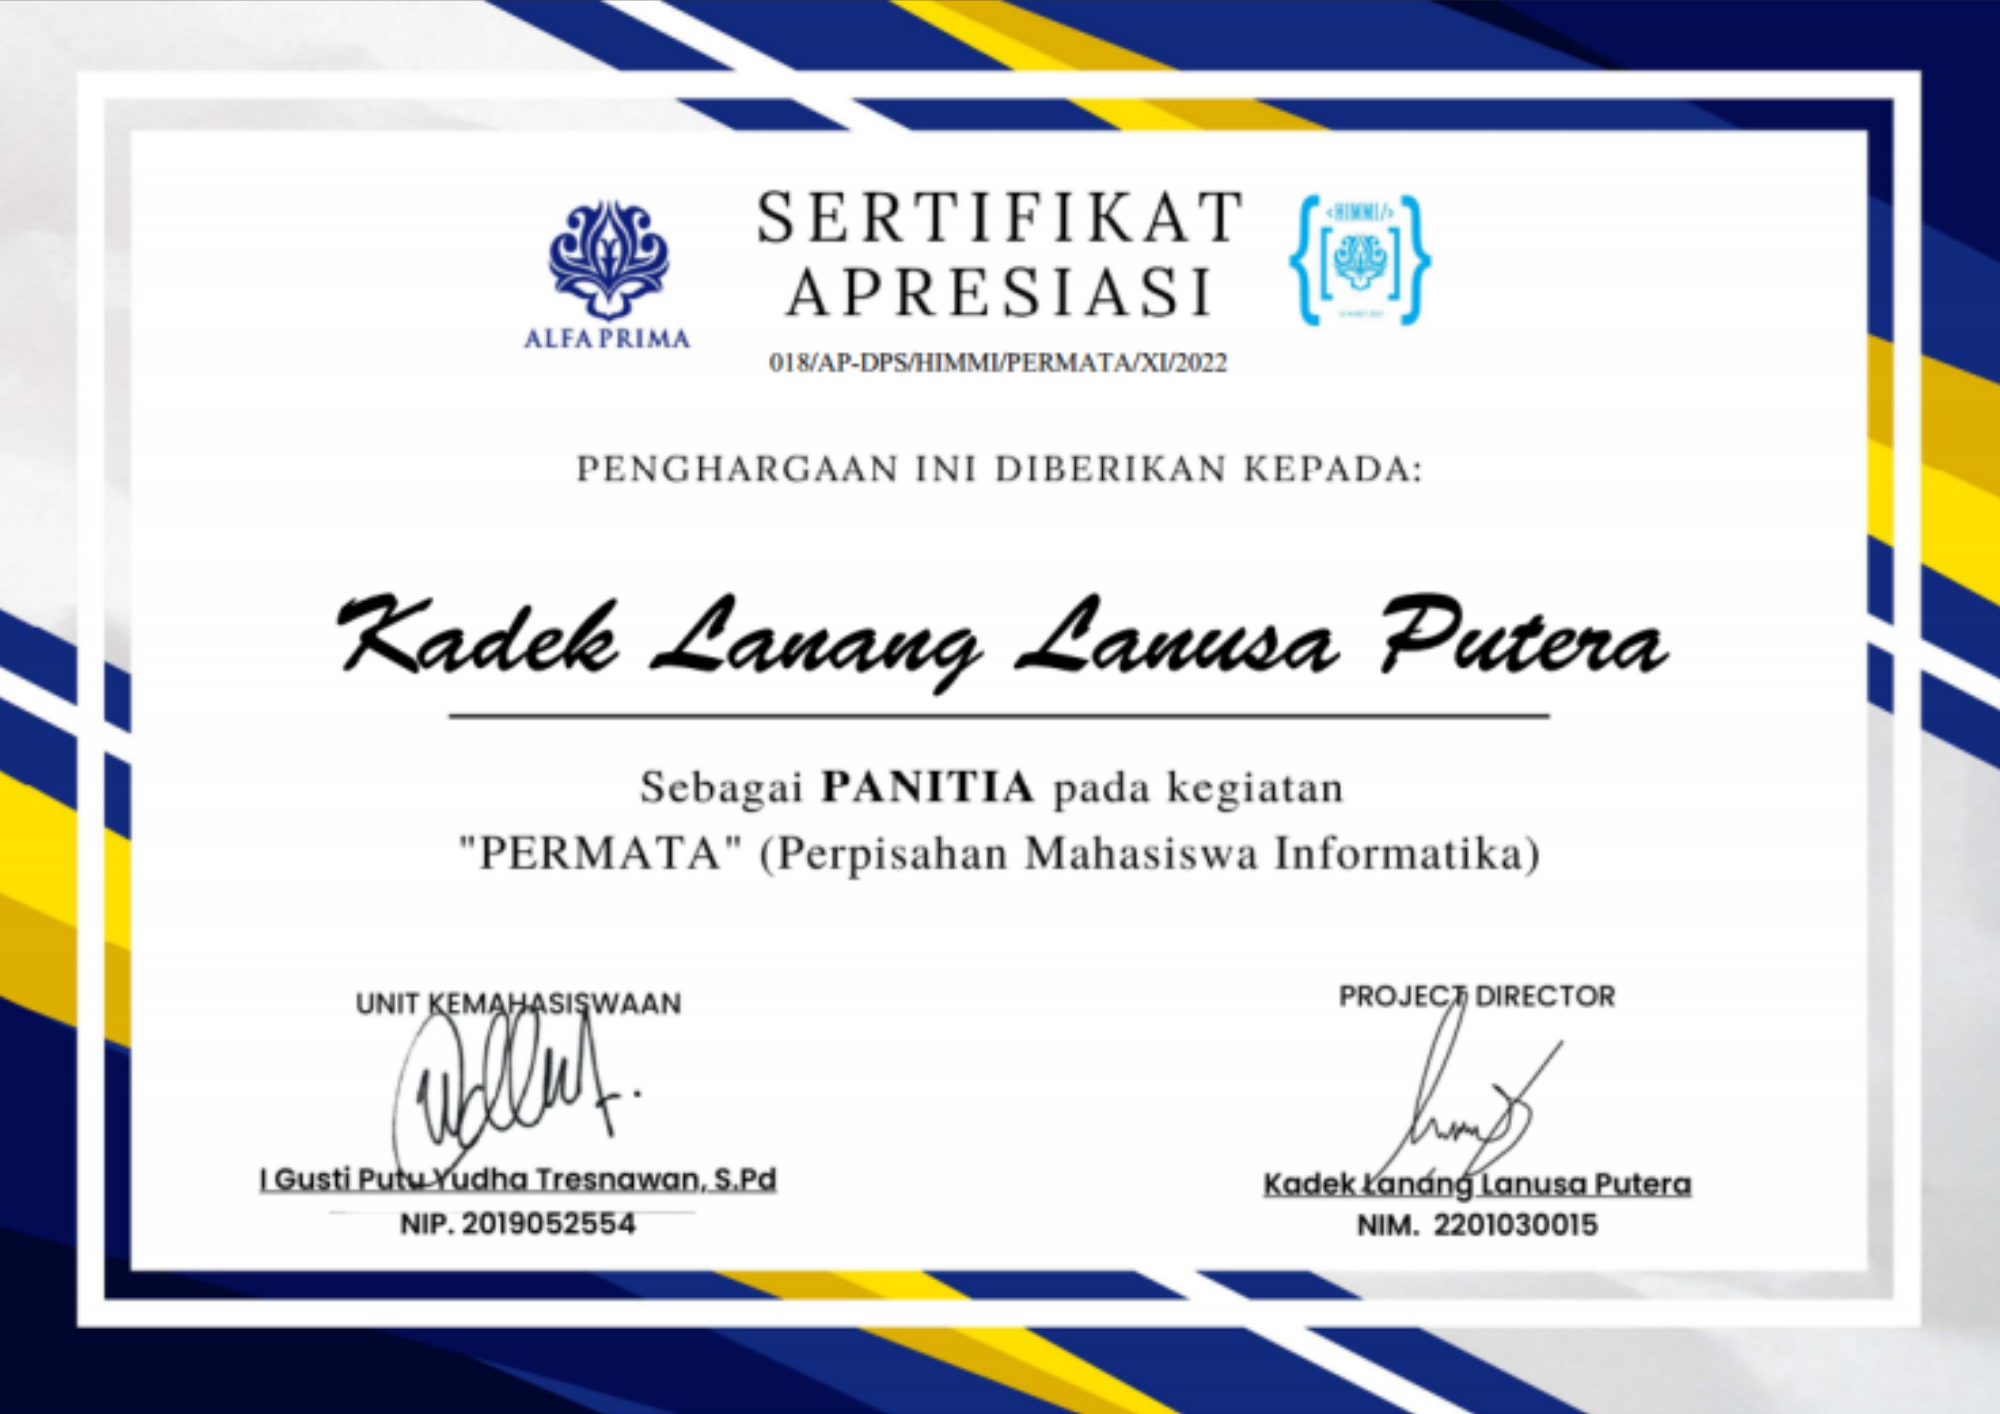 SERTIFIKAT
APRESIASI
ALFA PRIMA
<HIMMI/>
018/AP-DPS/HIMMI/PERMATA/XI/2022
PENGHARGAAN INI DIBERIKAN KEPADA:
Kadek Lanang Lanusa Putera
Sebagai PANITIA pada kegiatan
"PERMATA" (Perpisahan Mahasiswa Informatika)
UNIT KEMAHASISWAAN
I Gusti Putu Yudha Tresnawan, S.Pd
NIP. 2019052554
PROJECT DIRECTOR
Kadek Lanang Lanusa Putera
NIM. 2201030015